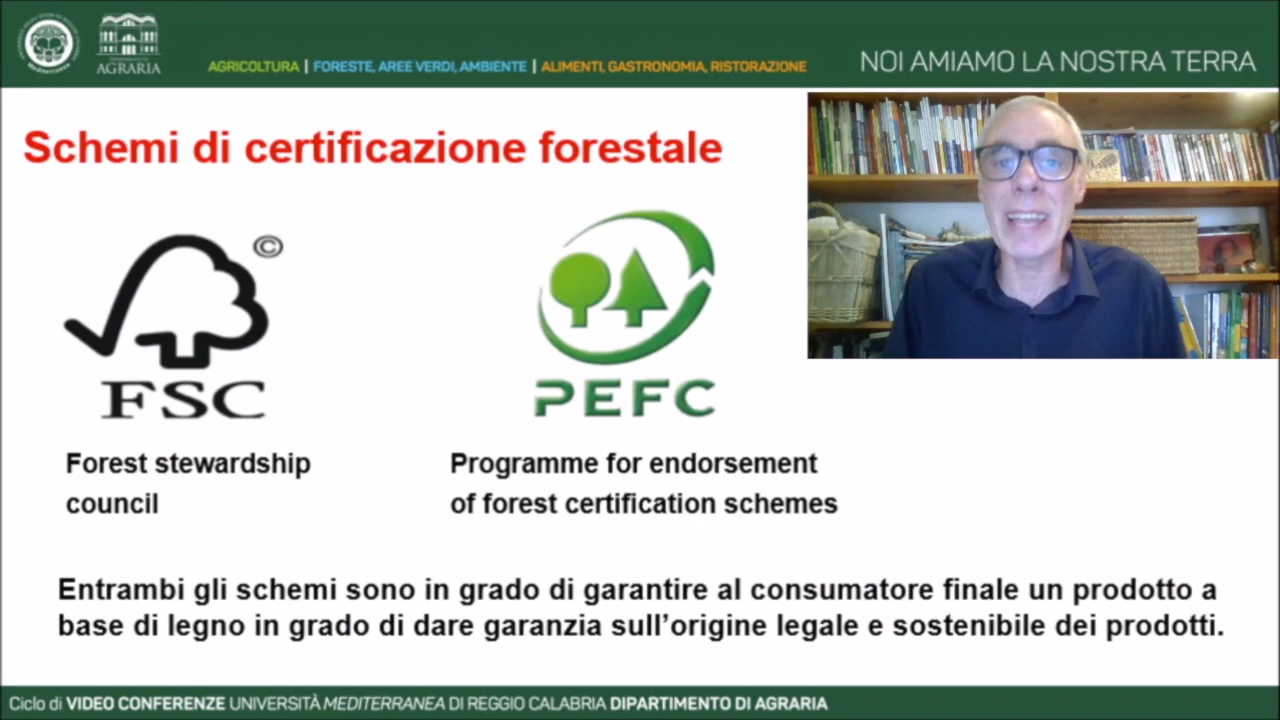 AGRARIA
AGRICOLTURA | FORESTE, AREE VERDI, AMBIENTE | ALIMENTI, GASTRONOMIA, RISTORAZIONE
NOI AMIAMO LA NOSTRA TERRA
Schemi di certificazione forestale
©
FSC
PEFC
Forest stewardship
council
Programme for endorsement
of forest certification schemes
Entrambi gli schemi sono in grado di garantire al consumatore finale un prodotto a
base di legno in grado di dare garanzia sull’origine legale e sostenibile dei prodotti.
Ciclo di VIDEO CONFERENZE UNIVERSITÀ MEDITERRANEA DI REGGIO CALABRIA DIPARTIMENTO DI AGRARIA